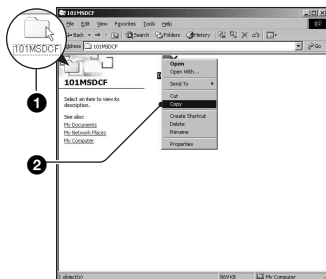 101MSDCF
File Edit View Favorites Tools Help
Back Search Folders History
Address 101MSDCF Go
101MSDCF
1
Select an item to view its
description.
See also:
My Documents
My Network Places
My Computer
Open
Open With...
Send To
Cut
2
Copy
Create Shortcut
Delete
Rename
Properties
1 object(s) 869 KB My Computer